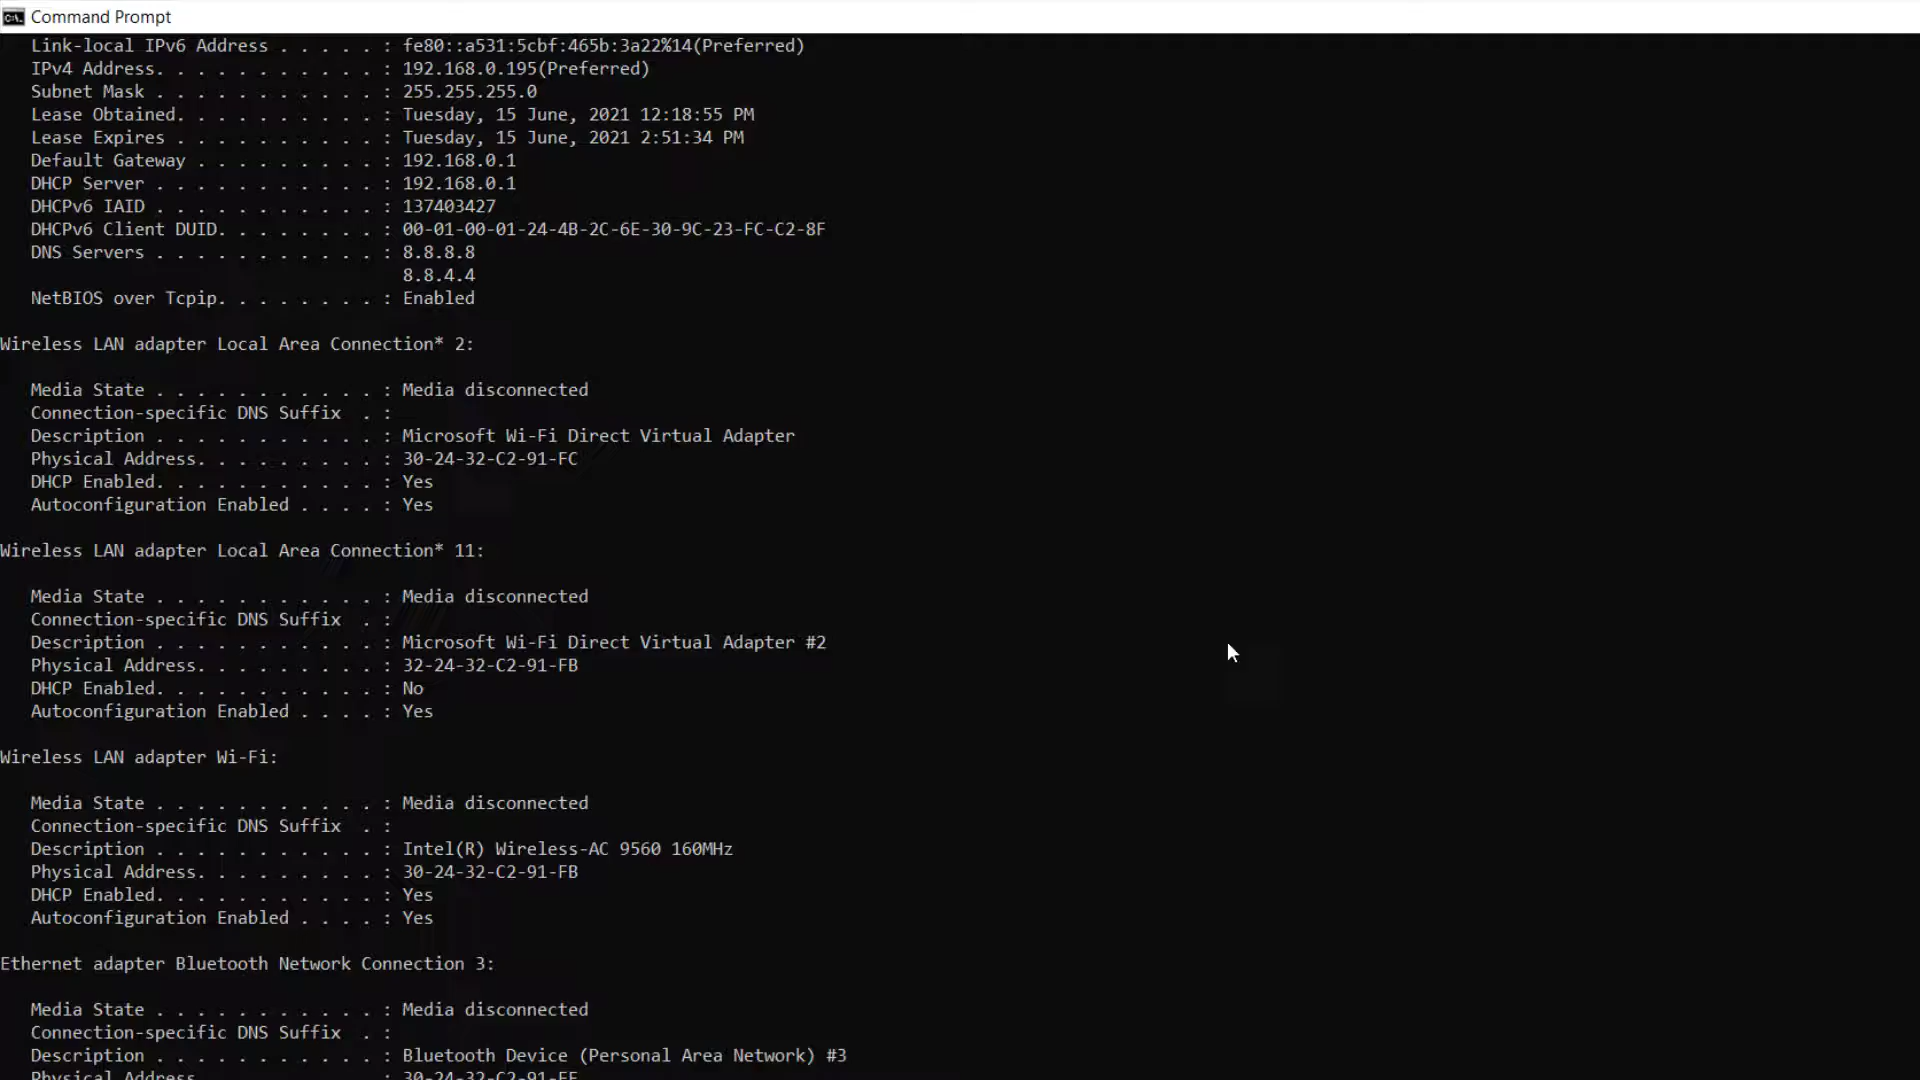 Command Prompt
Link-local IPv6 Address . . . . . : fe80::a531:5cbf:465b:3a22%14(Preferred)
IPv4 Address. . . . . . . . . . . : 192.168.0.195(Preferred)
Subnet Mask . . . . . . . . . . . : 255.255.255.0
Lease Obtained. . . . . . . . . . : Tuesday, 15 June, 2021 12:18:55 PM
Lease Expires . . . . . . . . . . : Tuesday, 15 June, 2021 2:51:34 PM
Default Gateway . . . . . . . . . : 192.168.0.1
DHCP Server . . . . . . . . . . . : 192.168.0.1
DHCPv6 IAID . . . . . . . . . . . : 137403427
DHCPv6 Client DUID. . . . . . . . : 00-01-00-01-24-4B-2C-6E-30-9C-23-FC-C2-8F
DNS Servers . . . . . . . . . . . : 8.8.8.8
8.8.4.4
NetBIOS over Tcpip. . . . . . . . : Enabled
Wireless LAN adapter Local Area Connection* 2:
Media State . . . . . . . . . . . : Media disconnected
Connection-specific DNS Suffix  . :
Description . . . . . . . . . . . : Microsoft Wi-Fi Direct Virtual Adapter
Physical Address. . . . . . . . . : 30-24-32-C2-91-FC
DHCP Enabled. . . . . . . . . . . : Yes
Autoconfiguration Enabled . . . . : Yes
Wireless LAN adapter Local Area Connection* 11:
Media State . . . . . . . . . . . : Media disconnected
Connection-specific DNS Suffix  . :
Description . . . . . . . . . . . : Microsoft Wi-Fi Direct Virtual Adapter #2
Physical Address. . . . . . . . . : 32-24-32-C2-91-FB
DHCP Enabled. . . . . . . . . . . : No
Autoconfiguration Enabled . . . . : Yes
Wireless LAN adapter Wi-Fi:
Media State . . . . . . . . . . . : Media disconnected
Connection-specific DNS Suffix  . :
Description . . . . . . . . . . . : Intel(R) Wireless-AC 9560 160MHz
Physical Address. . . . . . . . . : 30-24-32-C2-91-FB
DHCP Enabled. . . . . . . . . . . : Yes
Autoconfiguration Enabled . . . . : Yes
Ethernet adapter Bluetooth Network Connection 3:
Media State . . . . . . . . . . . : Media disconnected
Connection-specific DNS Suffix  . :
Description . . . . . . . . . . . : Bluetooth Device (Personal Area Network) #3
Physical Address. . . . . . . . . :